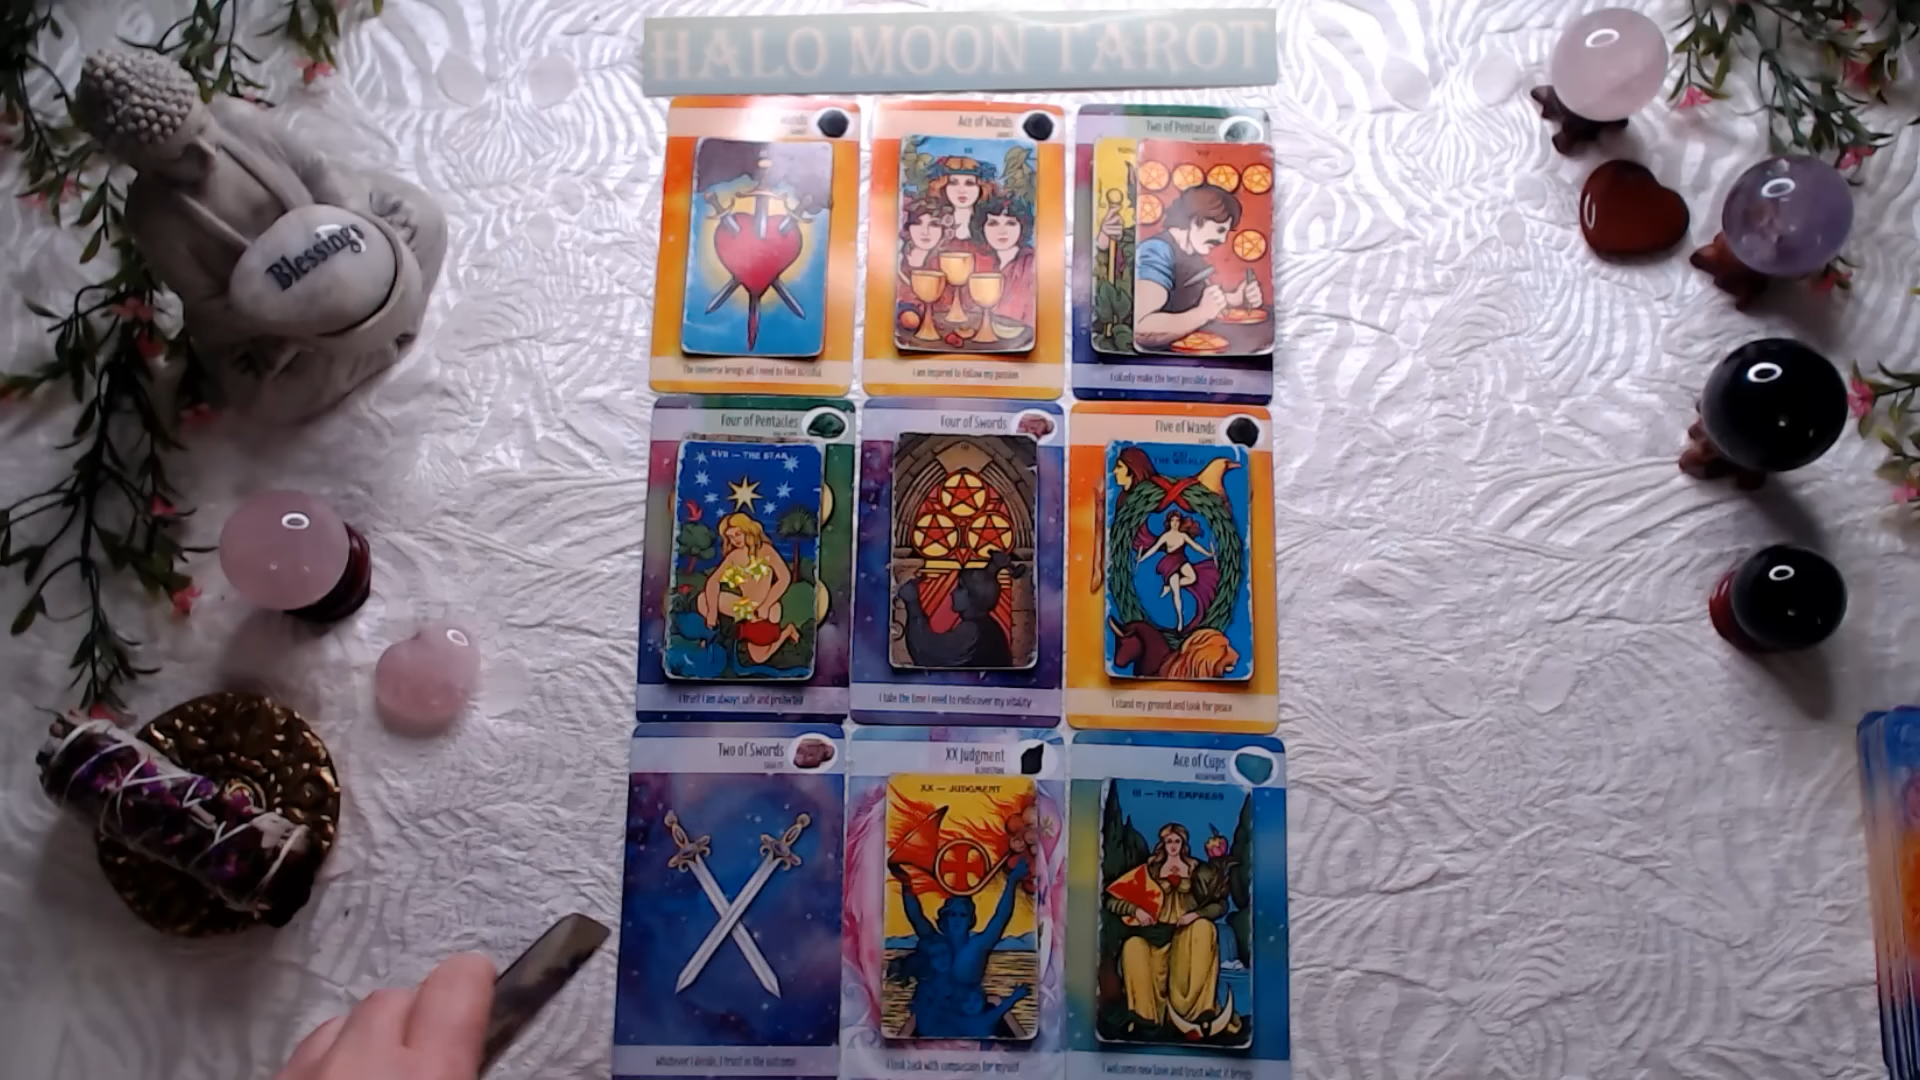 HALO MOON TAROT
Blessings
Wands
The universe brings all I need to feel
Ace of Wands
I am inspired to follow my passion
Two of Pentacles
I calmly make the best possible decision
Four of Pentacles
XVII — THE STAR
I trust I am always safe and protected
Four of Swords
I take the time I need to rediscover my vitality
Five of Wands
XXI
THE WORLD
I stand my ground and look for peace
Two of Swords
Whatever I decide, I trust in the outcome
XX Judgment
BLOODSTONE
XX — JUDGMENT
I look back with compassion for myself
Ace of Cups
III — THE EMPRESS
I welcome new love and trust what it brings